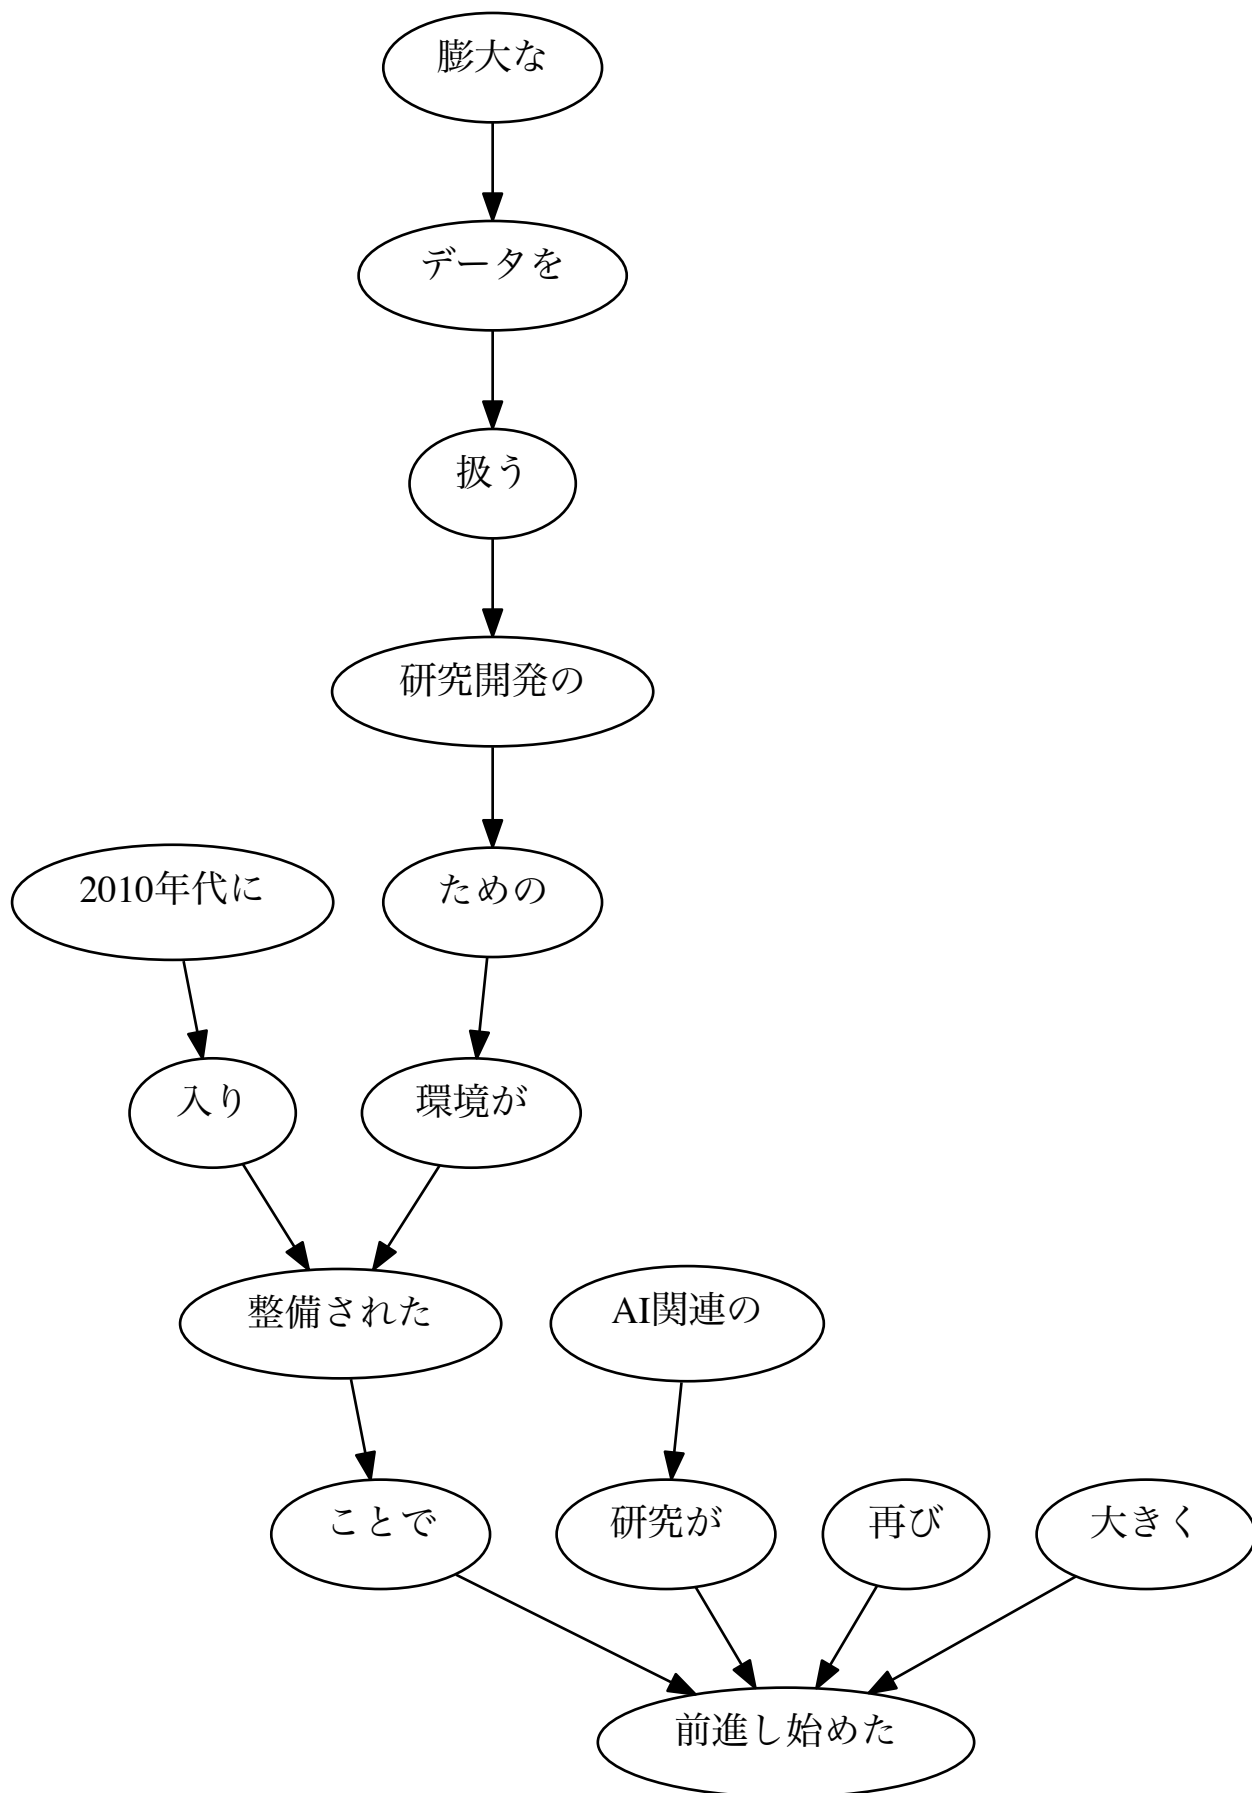 膨大な
データを
扱う
研究開発の
2010年代に
ための
入り
環境が
整備された
AI関連の
ことで
研究が
再び
大きく
前進し始めた